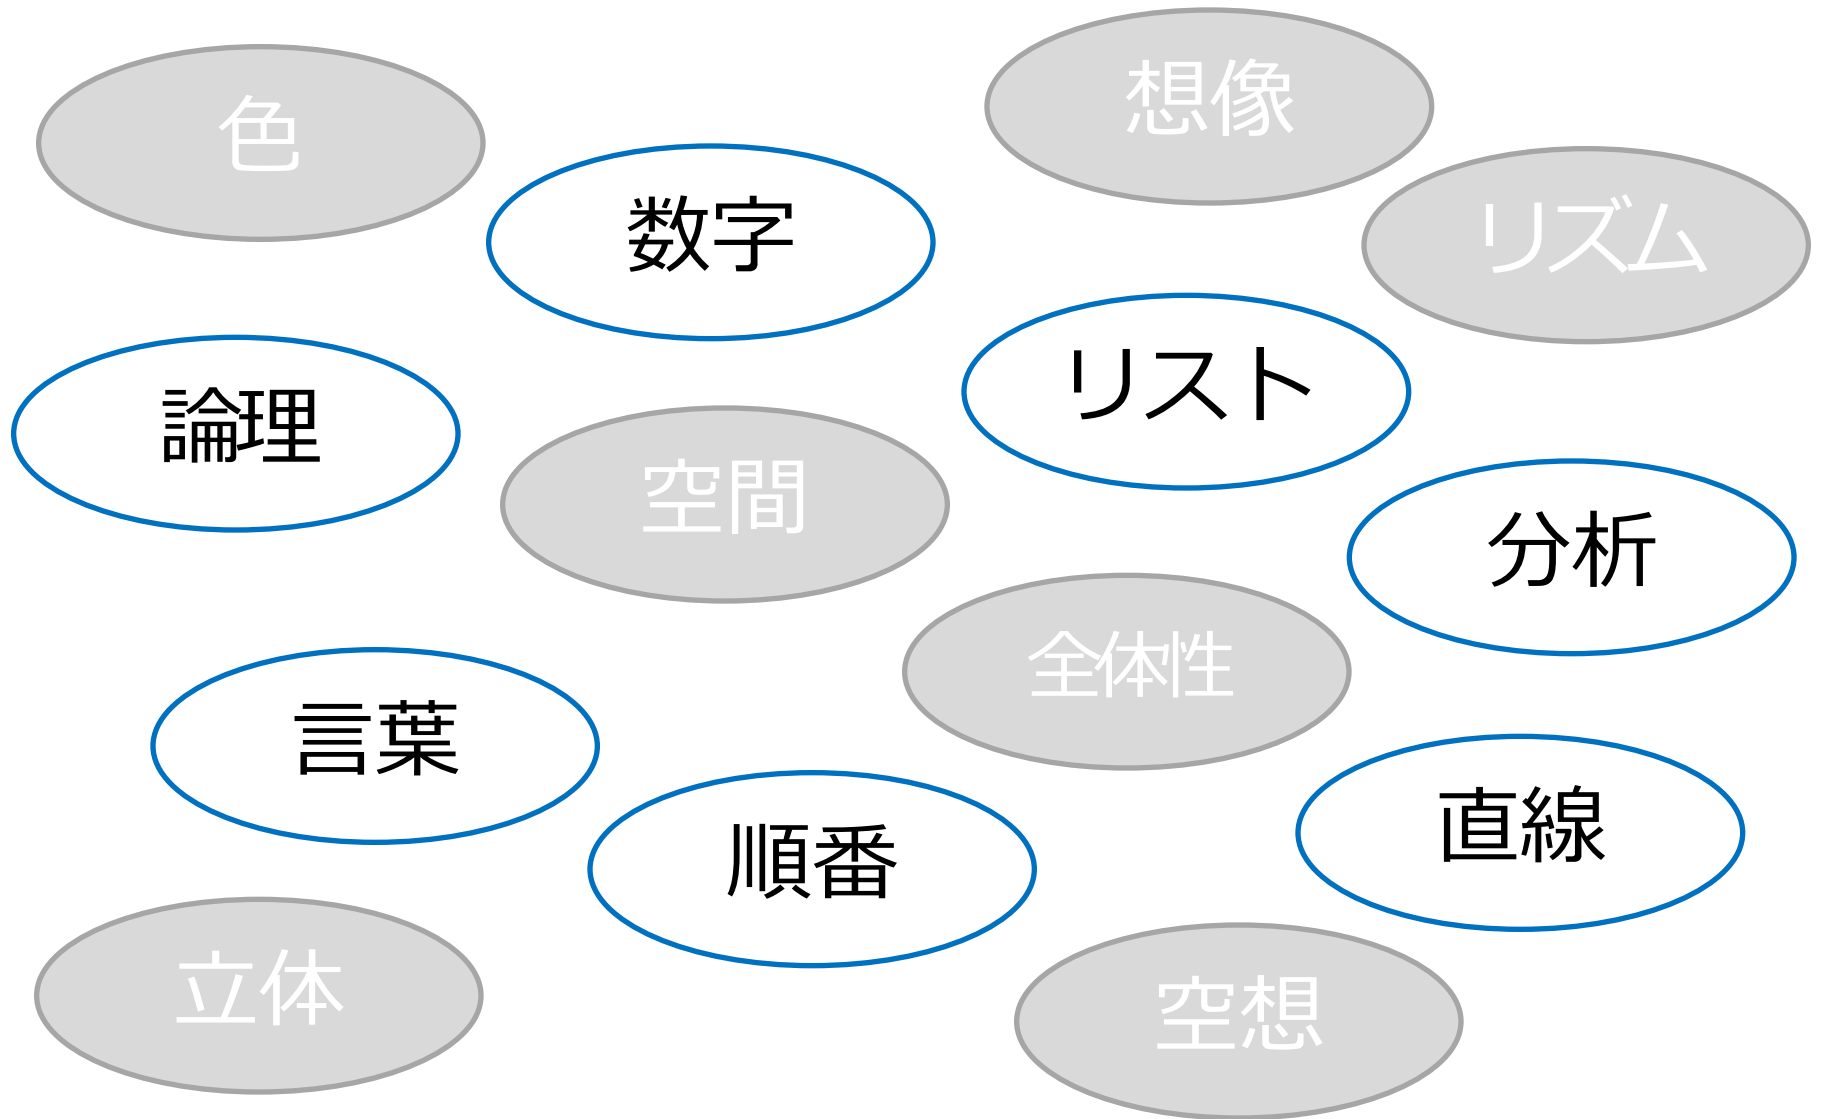 色
想像
数字
リズム
論理
リスト
空間
分析
全体性
言葉
直線
順番
立体
空想